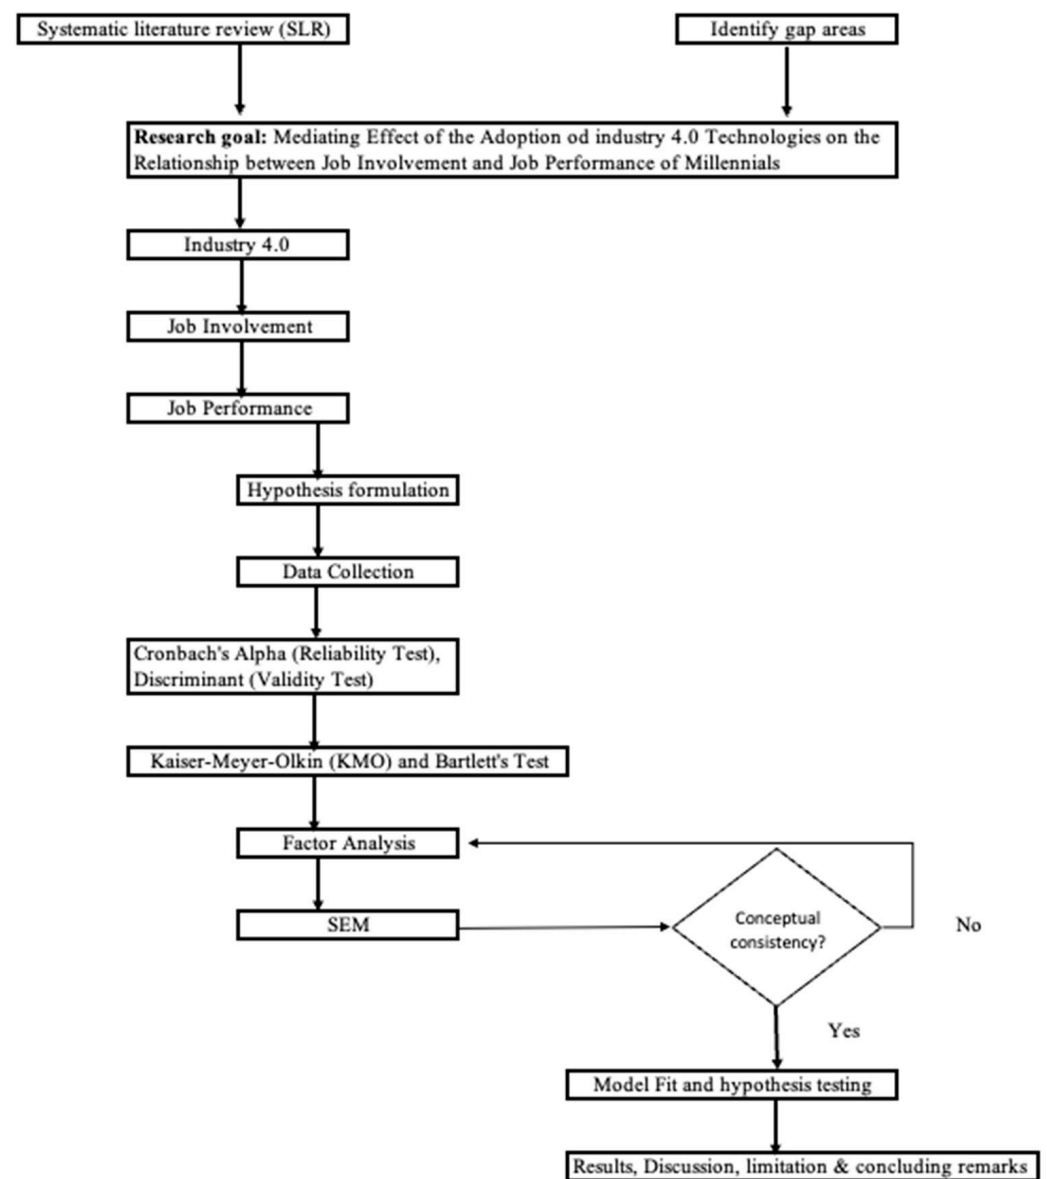 Systematic literature review (SLR)
Identify gap areas
Research goal: Mediating Effect of the Adoption od industry 4.0 Technologies on the
Relationship between Job Involvement and Job Performance of Millennials
Industry 4.0
Job Involvement
Job Performance
Hypothesis formulation
Data Collection
Cronbach's Alpha (Reliability Test),
Discriminant (Validity Test)
Kaiser-Meyer-Olkin (KMO) and Bartlett's Test
Factor Analysis
SEM
Conceptual
consistency?
No
Yes
Model Fit and hypothesis testing
Results, Discussion, limitation & concluding remarks